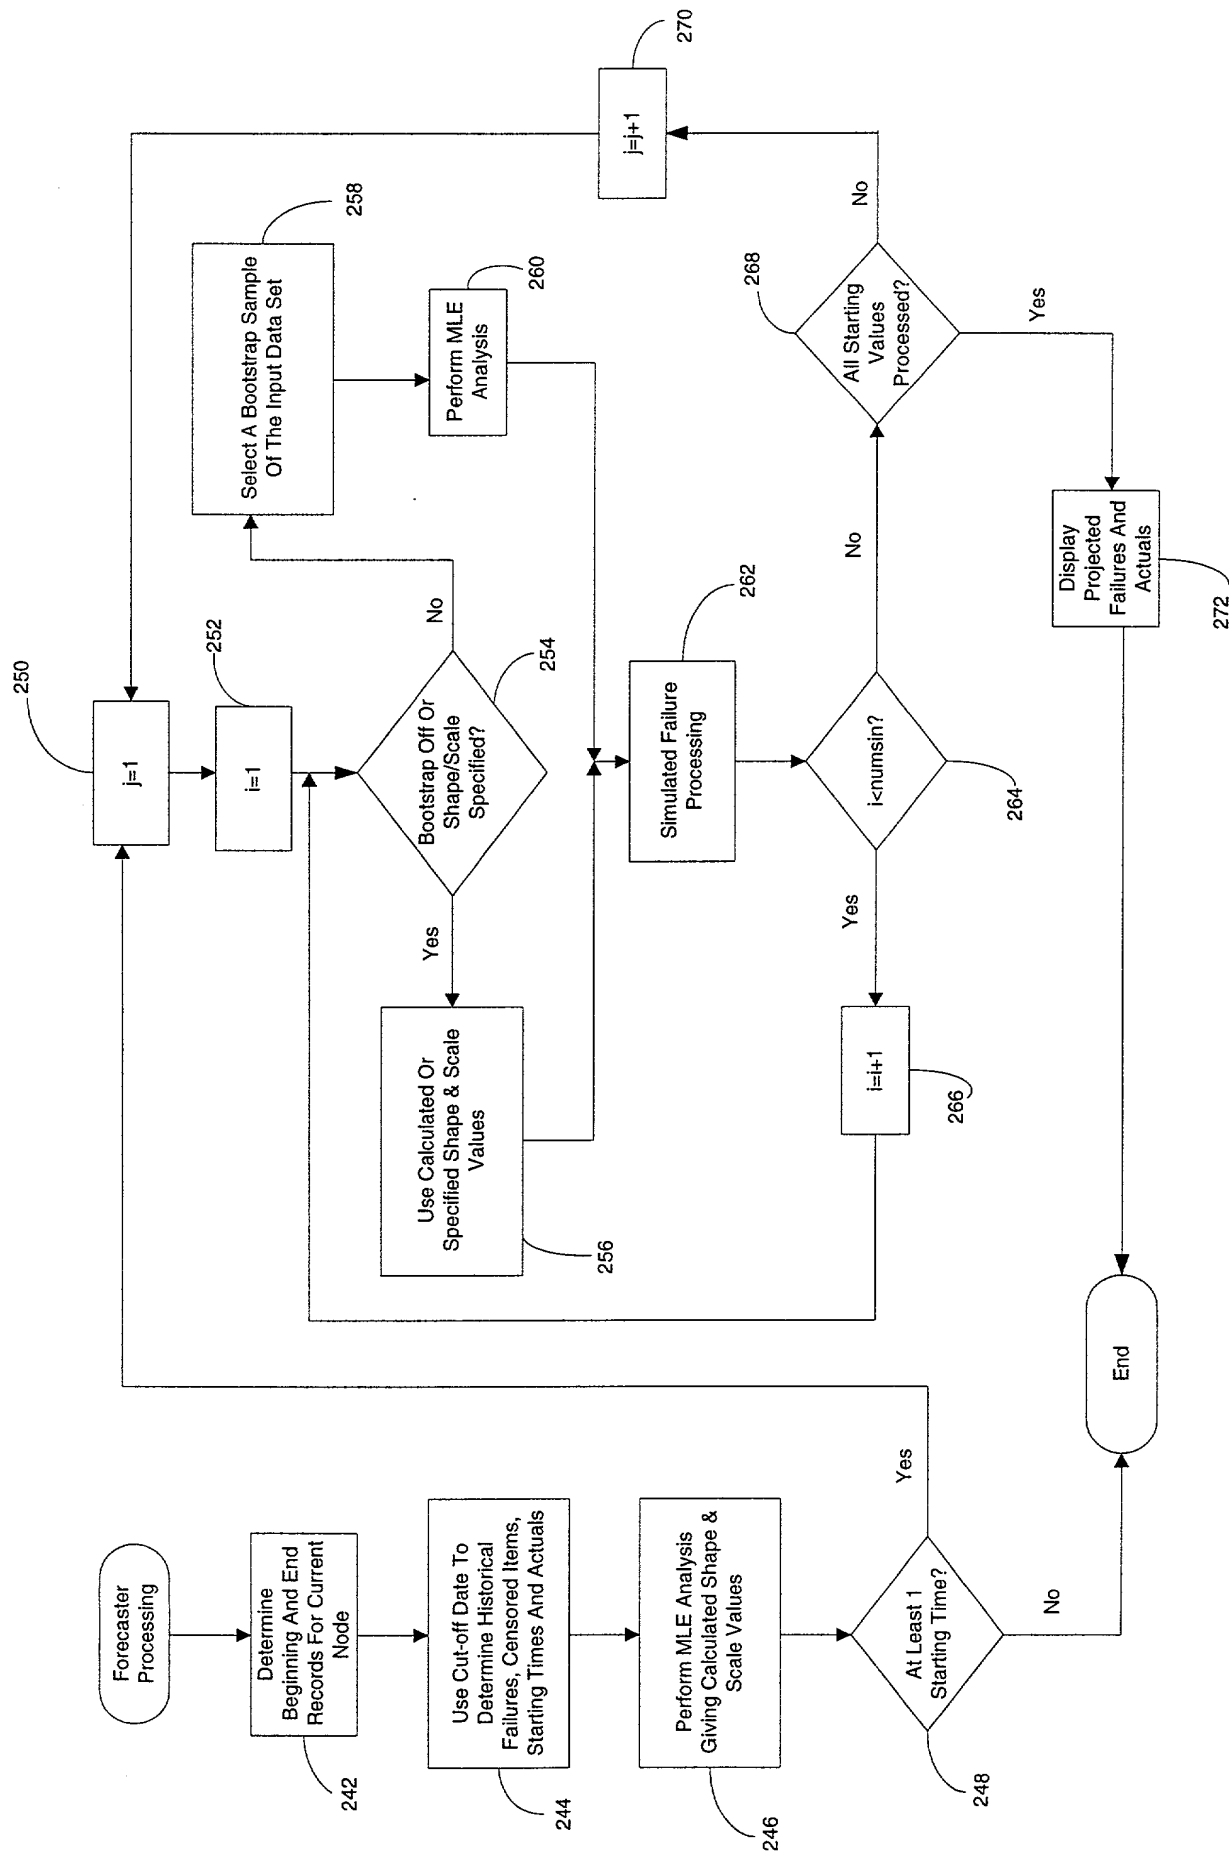 Forecaster
Processing
Determine
Beginning And End
Records For Current
Node
242
Use Cut-off Date To
Determine Historical
Failures, Censored Items,
Starting Times And Actuals
244
Perform MLE Analysis
Giving Calculated Shape &
Scale Values
246
At Least 1
Starting Time?
248
Yes
No
End
250
j=1
252
i=1
Bootstrap Off Or
Shape/Scale
Specified?
254
Yes
No
Use Calculated Or
Specified Shape & Scale
Values
256
Select A Bootstrap Sample
Of The Input Data Set
258
Perform MLE
Analysis
260
Simulated Failure
Processing
262
i<numsin?
264
Yes
No
i=i+1
266
All Starting
Values
Processed?
268
No
Yes
j=j+1
270
Display
Projected
Failures And
Actuals
272